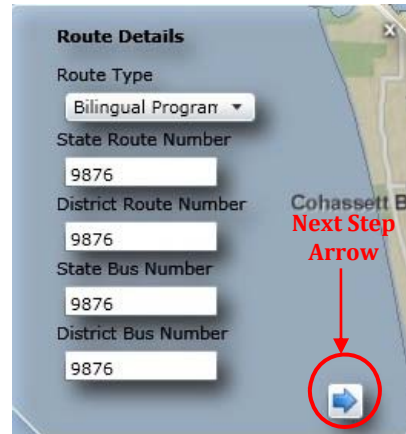 Route Details
x
Route Type
Bilingual Progran
State Route Number
9876
District Route Number
9876
State Bus Number
9876
District Bus Number
9876
Cohassett B
Next Step
Arrow